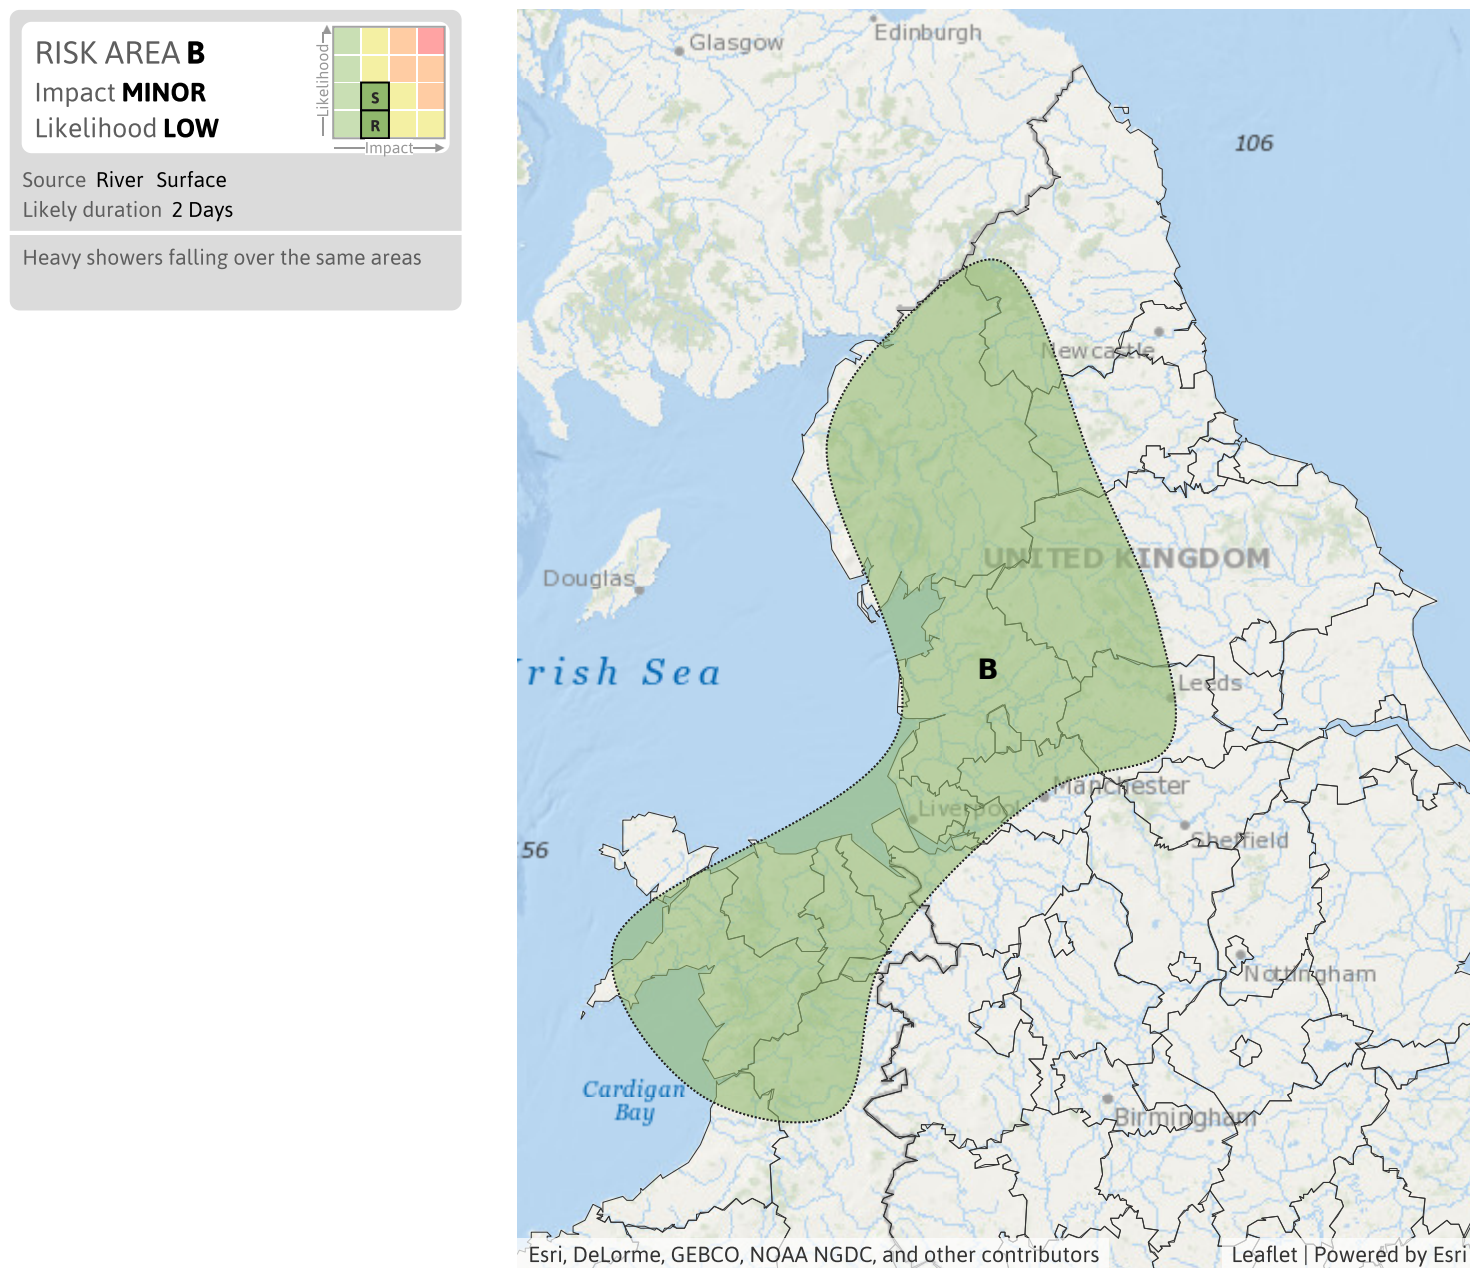 RISK AREA B
Impact MINOR
Likelihood LOW
Likelihood
S
R
Impact
Source River Surface
Likely duration 2 Days
Heavy showers falling over the same areas
Glasgow
Edinburgh
106
Newcastle
UNITED KINGDOM
Douglas
Irish Sea
B
Leeds
Manchester
Liverpool
Sheffield
56
Nottingham
Cardigan
Bay
Birmingham
Esri, DeLorme, GEBCO, NOAA NGDC, and other contributors
Leaflet | Powered by Esri